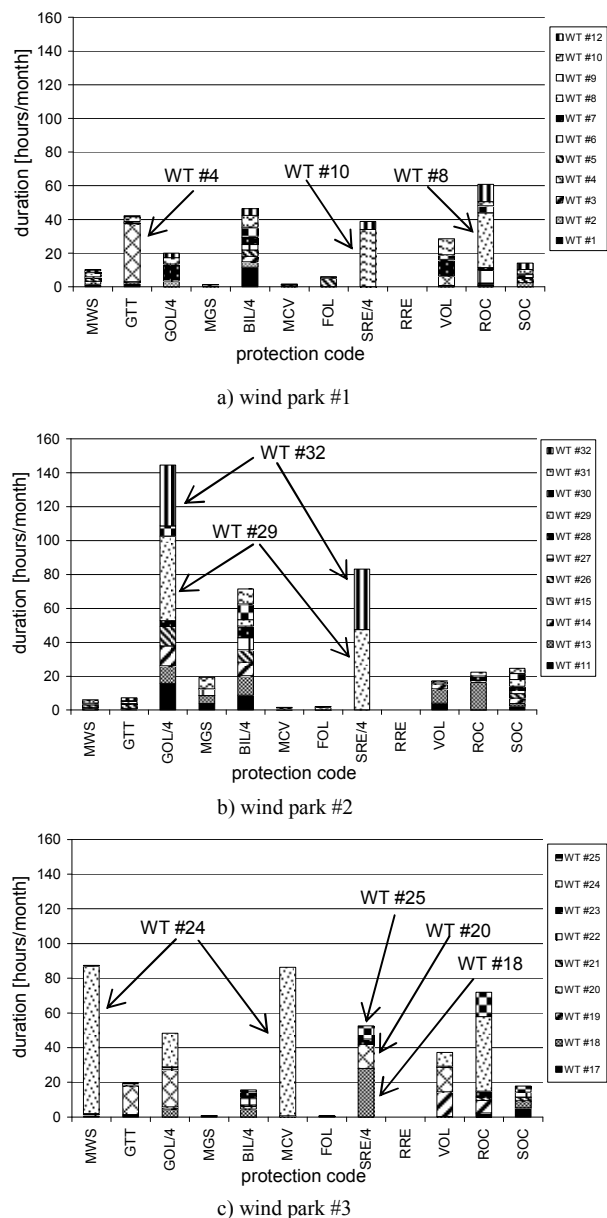 160
140
120
100
80
60
40
20
0
duration [hours/month]
WT #4
WT #10
WT #8
MWS
GTT
GOL/4
MGS
BIL/4
MCV
FOL
SRE/4
RRE
VOL
ROC
SOC
protection code
WT #12
WT #10
WT #9
WT #8
WT #7
WT #6
WT #5
WT #4
WT #3
WT #2
WT #1
a) wind park #1
160
140
120
100
80
60
40
20
0
duration [hours/month]
WT #32
WT #29
MWS
GTT
GOL/4
MGS
BIL/4
MCV
FOL
SRE/4
RRE
VOL
ROC
SOC
protection code
WT #32
WT #31
WT #30
WT #29
WT #28
WT #27
WT #26
WT #15
WT #14
WT #13
WT #11
b) wind park #2
160
140
120
100
80
60
40
20
0
duration [hours/month]
WT #24
WT #25
WT #20
WT #18
MWS
GTT
GOL/4
MGS
BIL/4
MCV
FOL
SRE/4
RRE
VOL
ROC
SOC
protection code
WT #25
WT #24
WT #23
WT #22
WT #21
WT #20
WT #19
WT #18
WT #17
c) wind park #3